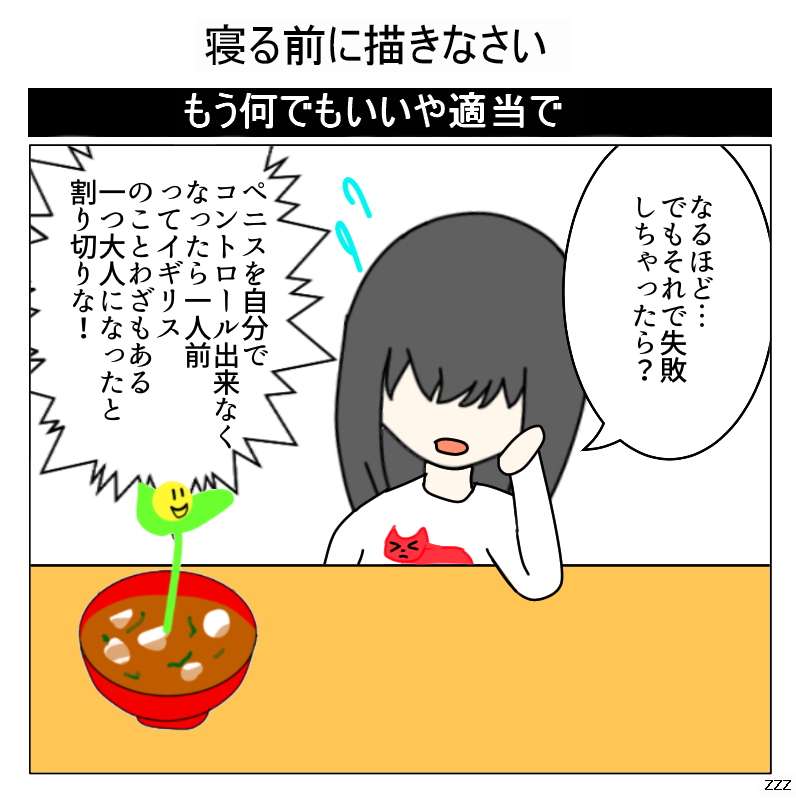 寝る前に描きなさい
もう何でもいいや適当で
なるほど…
でもそれで失敗
しちゃったら？
ペニスを自分で
コントロール出来なく
なったら一人前
ってイギリス
のことわざもある
一つ大人になったと
割り切りな！
zzz